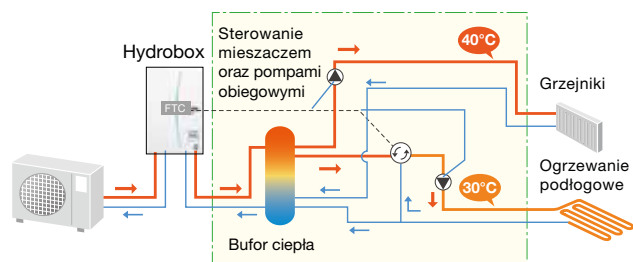 Sterowanie
mieszaczem
oraz pompami
obiegowymi
Hydrobox
FTC
40°C
Grzejniki
Ogrzewanie
podłogowe
30°C
Bufor ciepła